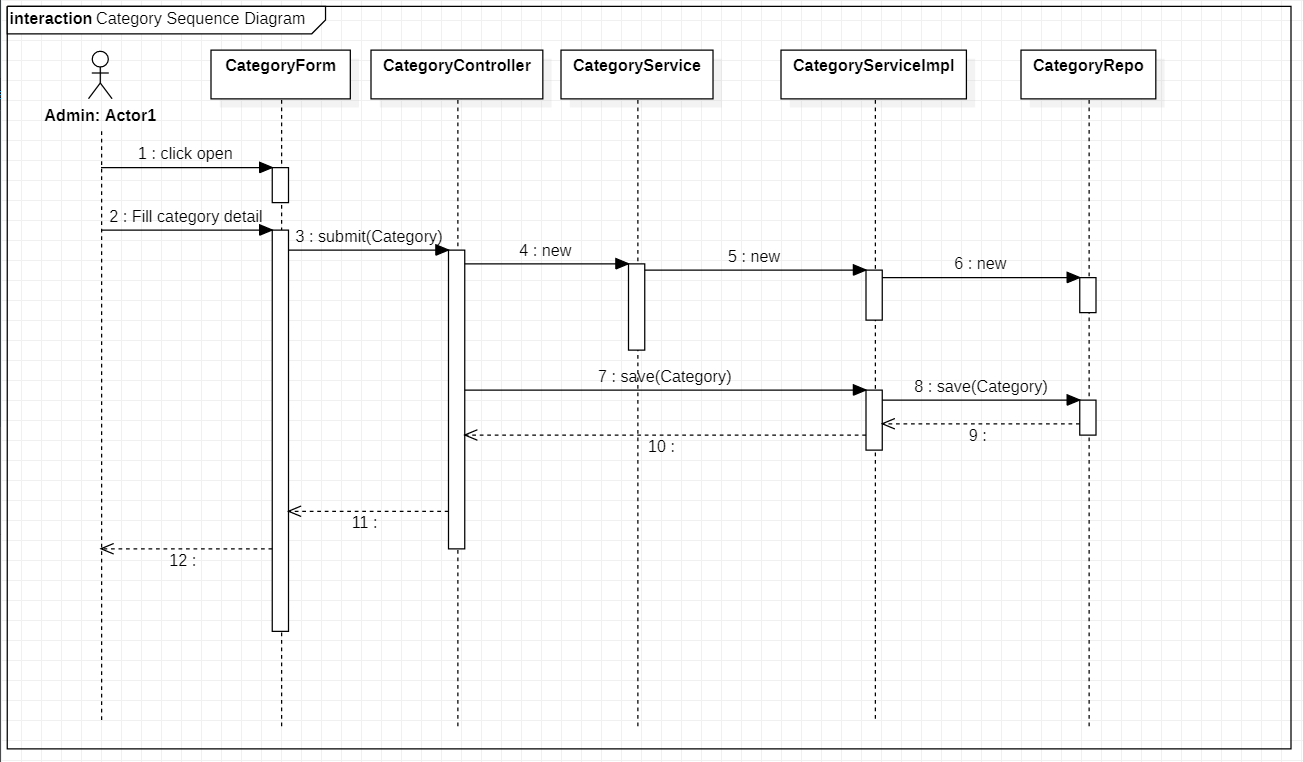 interaction Category Sequence Diagram
CategoryForm
CategoryController
CategoryService
CategoryServiceImpl
CategoryRepo
Admin: Actor1
1 : click open
2 : Fill category detail
3 : submit(Category)
4 : new
5 : new
6 : new
7 : save(Category)
8 : save(Category)
9 :
10 :
11 :
12 :